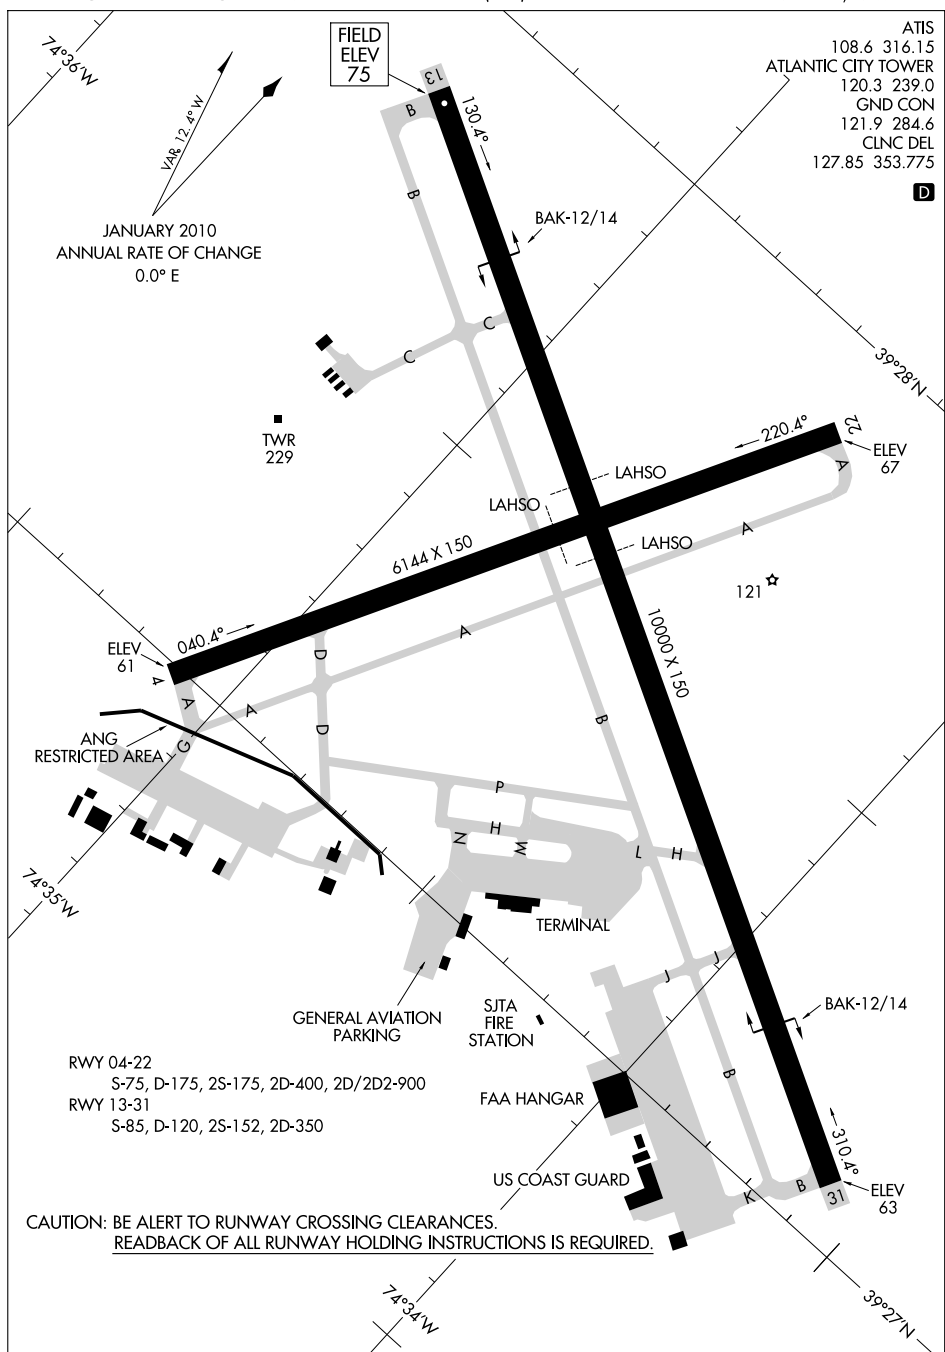 ATIS
108.6 316.15
ATLANTIC CITY TOWER
120.3 239.0
GND CON
121.9 284.6
CLNC DEL
127.85 353.775
D
FIELD
ELEV
75
74°36'W
VAR 12.4° W
JANUARY 2010
ANNUAL RATE OF CHANGE
0.0° E
13
130.4°
B
B
BAK-12/14
C
C
39°28'N
TWR
229
22
220.4°
ELEV
67
A
LAHSO
LAHSO
LAHSO
A
6144 X 150
121
040.4°
ELEV
61
4
A
D
A
10000 X 150
A
D
B
G
ANG
RESTRICTED AREA
P
H
N
M
L
H
74°35'W
TERMINAL
J
J
GENERAL AVIATION
PARKING
SJTA
FIRE
STATION
BAK-12/14
B
RWY 04-22
S-75, D-175, 2S-175, 2D-400, 2D/2D2-900
RWY 13-31
S-85, D-120, 2S-152, 2D-350
FAA HANGAR
310.4°
US COAST GUARD
K
B
31
ELEV
63
CAUTION: BE ALERT TO RUNWAY CROSSING CLEARANCES.
READBACK OF ALL RUNWAY HOLDING INSTRUCTIONS IS REQUIRED.
74°34'W
39°27'N